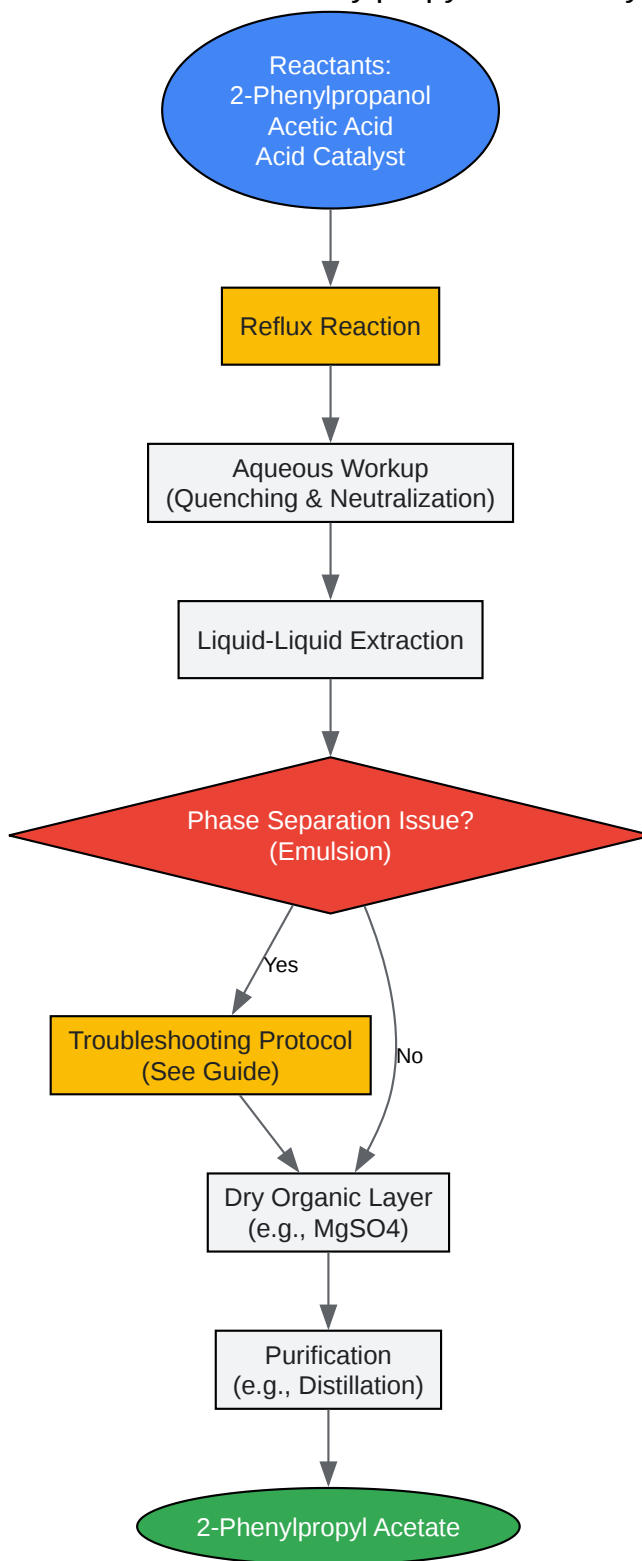 Reactants:
2-Phenylpropanol
Acetic Acid
Acid Catalyst
Reflux Reaction
Aqueous Workup
(Quenching & Neutralization)
Liquid-Liquid Extraction
Phase Separation Issue?
(Emulsion)
Yes
Troubleshooting Protocol
(See Guide)
No
Dry Organic Layer
(e.g., MgSO4)
Purification
(e.g., Distillation)
2-Phenylpropyl Acetate